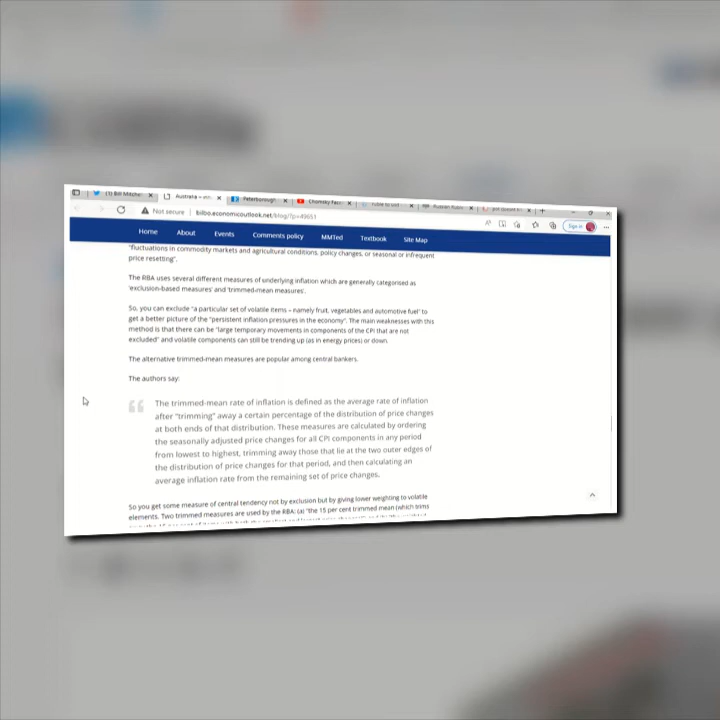 (1) Bill Mitchell
Australia
Peterborough
Chomsky
Not secure | bilbo.economicoutlook.net/blog/?p=49851
Sign in
Home About Events Comments policy MMTed Textbook Site Map
"fluctuations in commodity markets and agricultural conditions, policy changes, or seasonal or infrequent
price resetting".
The RBA uses several different measures of underlying inflation which are generally categorised as
'exclusion-based measures' and 'trimmed-mean measures'.
So, you can exclude "a particular set of volatile items – namely fruit, vegetables and automotive fuel" to
get a better picture of the "persistent inflation pressures in the economy". The main weaknesses with this
method is that there can be "large temporary movements in components of the CPI that are not
excluded" and volatile components can still be trending up (as in energy prices) or down.
The alternative trimmed-mean measures are popular among central bankers.
The authors say:
The trimmed-mean rate of inflation is defined as the average rate of inflation
after "trimming" away a certain percentage of the distribution of price changes
at both ends of that distribution. These measures are calculated by ordering
the seasonally adjusted price changes for all CPI components in any period
from lowest to highest, trimming away those that lie at the two outer edges of
the distribution of price changes for that period, and then calculating an
average inflation rate from the remaining set of price changes.
So you get some measure of central tendency not by exclusion but by giving lower weighting to volatile
elements. Two trimmed measures are used by the RBA: (a) "the 15 per cent trimmed mean (which trims